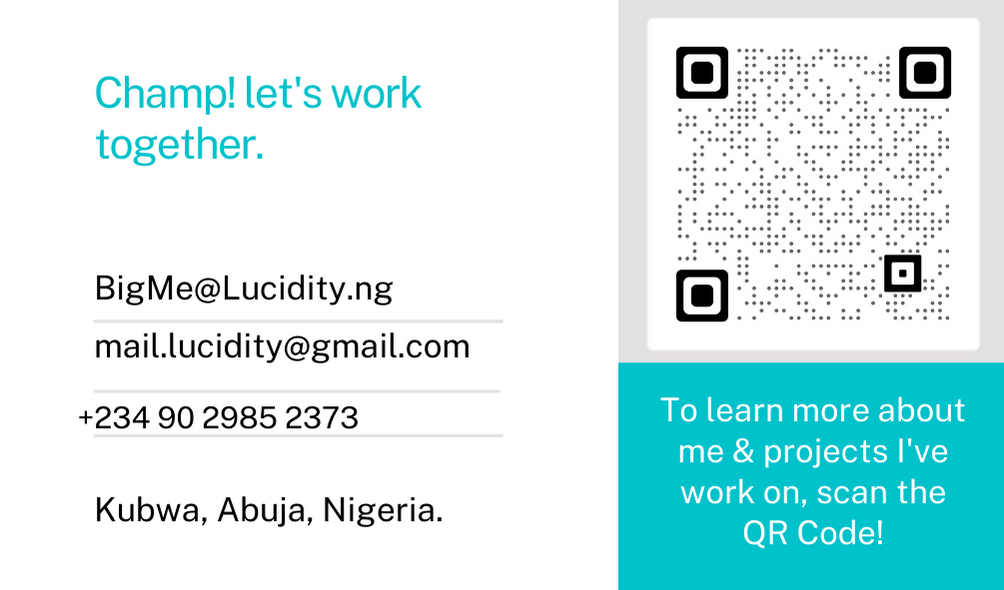 Champ! let's work
together.
BigMe@Lucidity.ng
mail.lucidity@gmail.com
+234 90 2985 2373
Kubwa, Abuja, Nigeria.
To learn more about
me & projects I've
work on, scan the
QR Code!